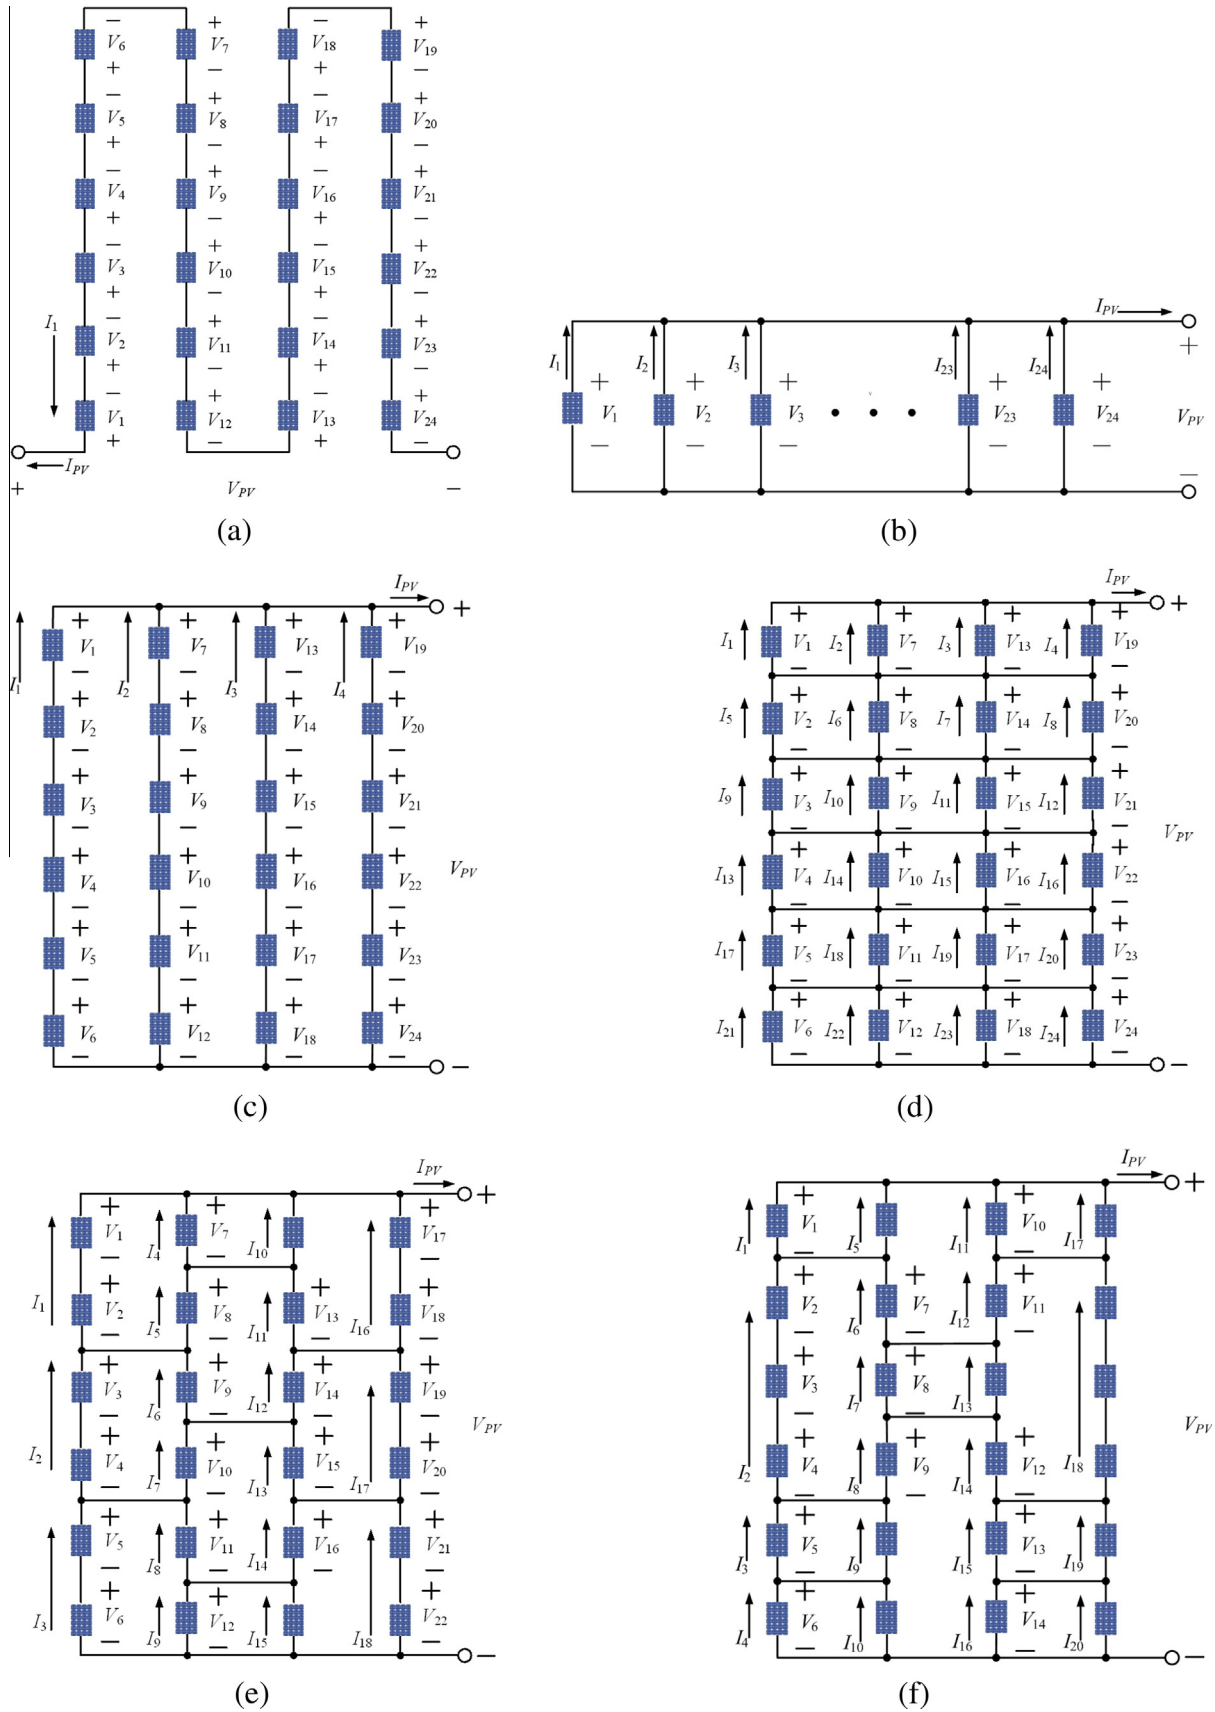 − + − +
V6 V7 V18 V19
+ − + −
− + − +
V5 V8 V17 V20
+ − + −
− + − +
V4 V9 V16 V21
+ − + −
− + − +
V3 V10 V15 V22
+ − + −
I1
− + − +
V2 V11 V14 V23
+ − + −
− + − +
V1 V12 V13 V24
+ − + −
IPV
+ VPV −
(a)
IPV
I1 I2 I3 I23 I24
+ + + + + +
V1 V2 V3 • • • V23 V24 VPV
− − − − − −
(b)
IPV
+
I1 I2 I3 I4
+ + + +
V1 V7 V13 V19
− − − −
+ + + +
V2 V8 V14 V20
− − − −
+ + + +
V3 V9 V15 V21
− − − −
+ + + +
V4 V10 V16 V22 VPV
− − − −
+ + + +
V5 V11 V17 V23
− − − −
+ + + +
V6 V12 V18 V24
− − − −
−
(c)
IPV
+
+ + + +
I1 V1 I2 V7 I3 V13 I4 V19
− − − −
+ + + +
I5 V2 I6 V8 I7 V14 I8 V20
− − − −
+ + + +
I9 V3 I10 V9 I11 V15 I12 V21
− − − −
VPV
+ + + +
I13 V4 I14 V10 I15 V16 I16 V22
− − − −
+ + + +
I17 V5 I18 V11 I19 V17 I20 V23
− − − −
+ + + +
I21 V6 I22 V12 I23 V18 I24 V24
− − − −
−
(d)
IPV
+
+ + +
V1 I4 V7 I10 V17
− − −
+ + + +
I1 V2 I5 V8 I11 V13 I16 V18
− − − −
+ + + +
V3 I6 V9 I12 V14 V19
− − − −
VPV
+ + + +
I2 V4 I7 V10 I13 V15 I17 V20
− − − −
+ + + +
V5 I8 V11 I14 V16 V21
− − − −
+ + +
I3 V6 I9 V12 I15 I18 V22
− − −
−
(e)
IPV
+
+ +
I1 V1 I5 I11 V10 I17
− −
+ + +
V2 I6 V7 I12 V11
− − −
+ +
V3 I7 V8 I13
− −
VPV
+ + +
I2 V4 I8 V9 I14 V12 I18
− − −
+ +
I3 V5 I9 I15 V13 I19
− −
+ +
I4 V6 I10 I16 V14 I20
− −
−
(f)